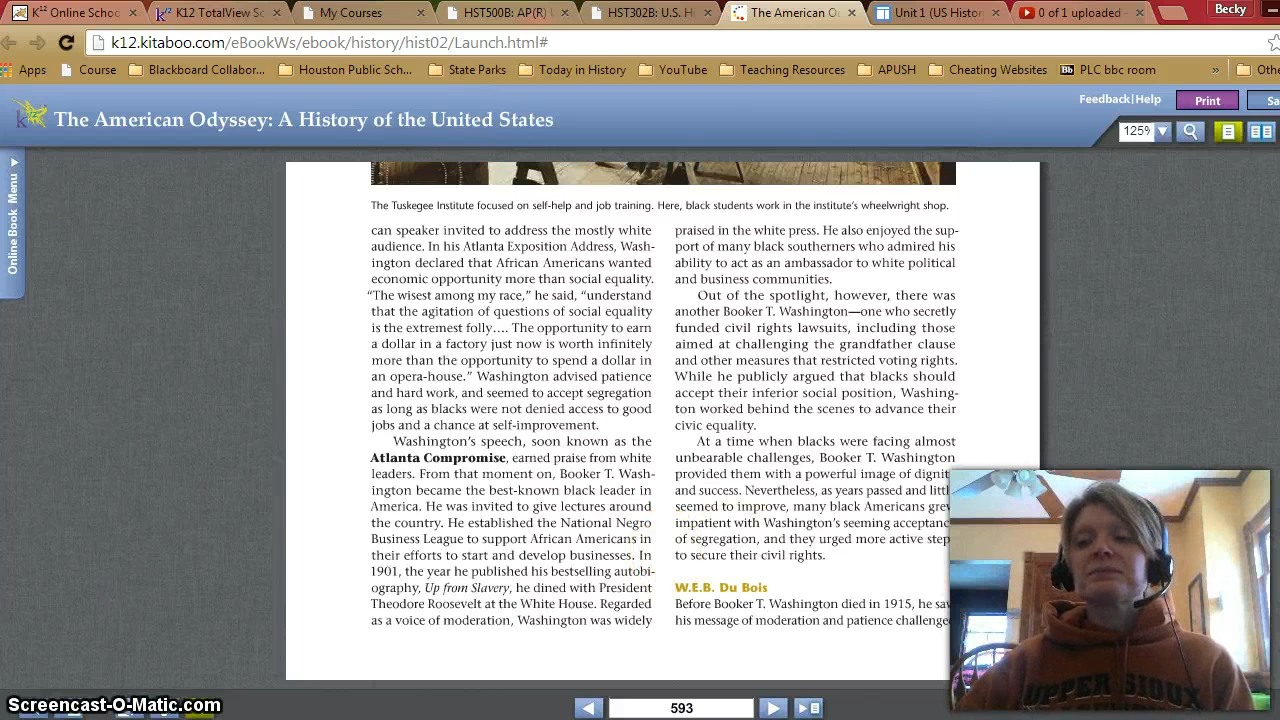 K¹² Online Schoo
K12 TotalView Sc
My Courses
HST500B: AP(R) U
HST302B: U.S. Hi
The American Od
Unit 1 (US Histor
0 of 1 uploaded -
Becky
k12.kitaboo.com/eBookWs/ebook/history/hist02/Launch.html#
Apps
Course
Blackboard Collabor...
Houston Public Sch...
State Parks
Today in History
YouTube
Teaching Resources
APUSH
Cheating Websites
Bb PLC bbc room
»
Othe
Feedback|Help
Print
Sa
The American Odyssey: A History of the United States
125%
Online Book Menu
The Tuskegee Institute focused on self-help and job training. Here, black students work in the institute's wheelwright shop.
can speaker invited to address the mostly white
audience. In his Atlanta Exposition Address, Wash-
ington declared that African Americans wanted
economic opportunity more than social equality.
"The wisest among my race," he said, "understand
that the agitation of questions of social equality
is the extremest folly.... The opportunity to earn
a dollar in a factory just now is worth infinitely
more than the opportunity to spend a dollar in
an opera-house." Washington advised patience
and hard work, and seemed to accept segregation
as long as blacks were not denied access to good
jobs and a chance at self-improvement.
Washington's speech, soon known as the
Atlanta Compromise, earned praise from white
leaders. From that moment on, Booker T. Wash-
ington became the best-known black leader in
America. He was invited to give lectures around
the country. He established the National Negro
Business League to support African Americans in
their efforts to start and develop businesses. In
1901, the year he published his bestselling autobi-
ography, Up from Slavery, he dined with President
Theodore Roosevelt at the White House. Regarded
as a voice of moderation, Washington was widely
praised in the white press. He also enjoyed the sup-
port of many black southerners who admired his
ability to act as an ambassador to white political
and business communities.
Out of the spotlight, however, there was
another Booker T. Washington—one who secretly
funded civil rights lawsuits, including those
aimed at challenging the grandfather clause
and other measures that restricted voting rights.
While he publicly argued that blacks should
accept their inferior social position, Washing-
ton worked behind the scenes to advance their
civic equality.
At a time when blacks were facing almost
unbearable challenges, Booker T. Washington
provided them with a powerful image of dignit
and success. Nevertheless, as years passed and littl
seemed to improve, many black Americans grew
impatient with Washington's seeming acceptanc
of segregation, and they urged more active step
to secure their civil rights.
W.E.B. Du Bois
Before Booker T. Washington died in 1915, he saw
his message of moderation and patience challenge
UPPER SIOUX
593
Screencast-O-Matic.com